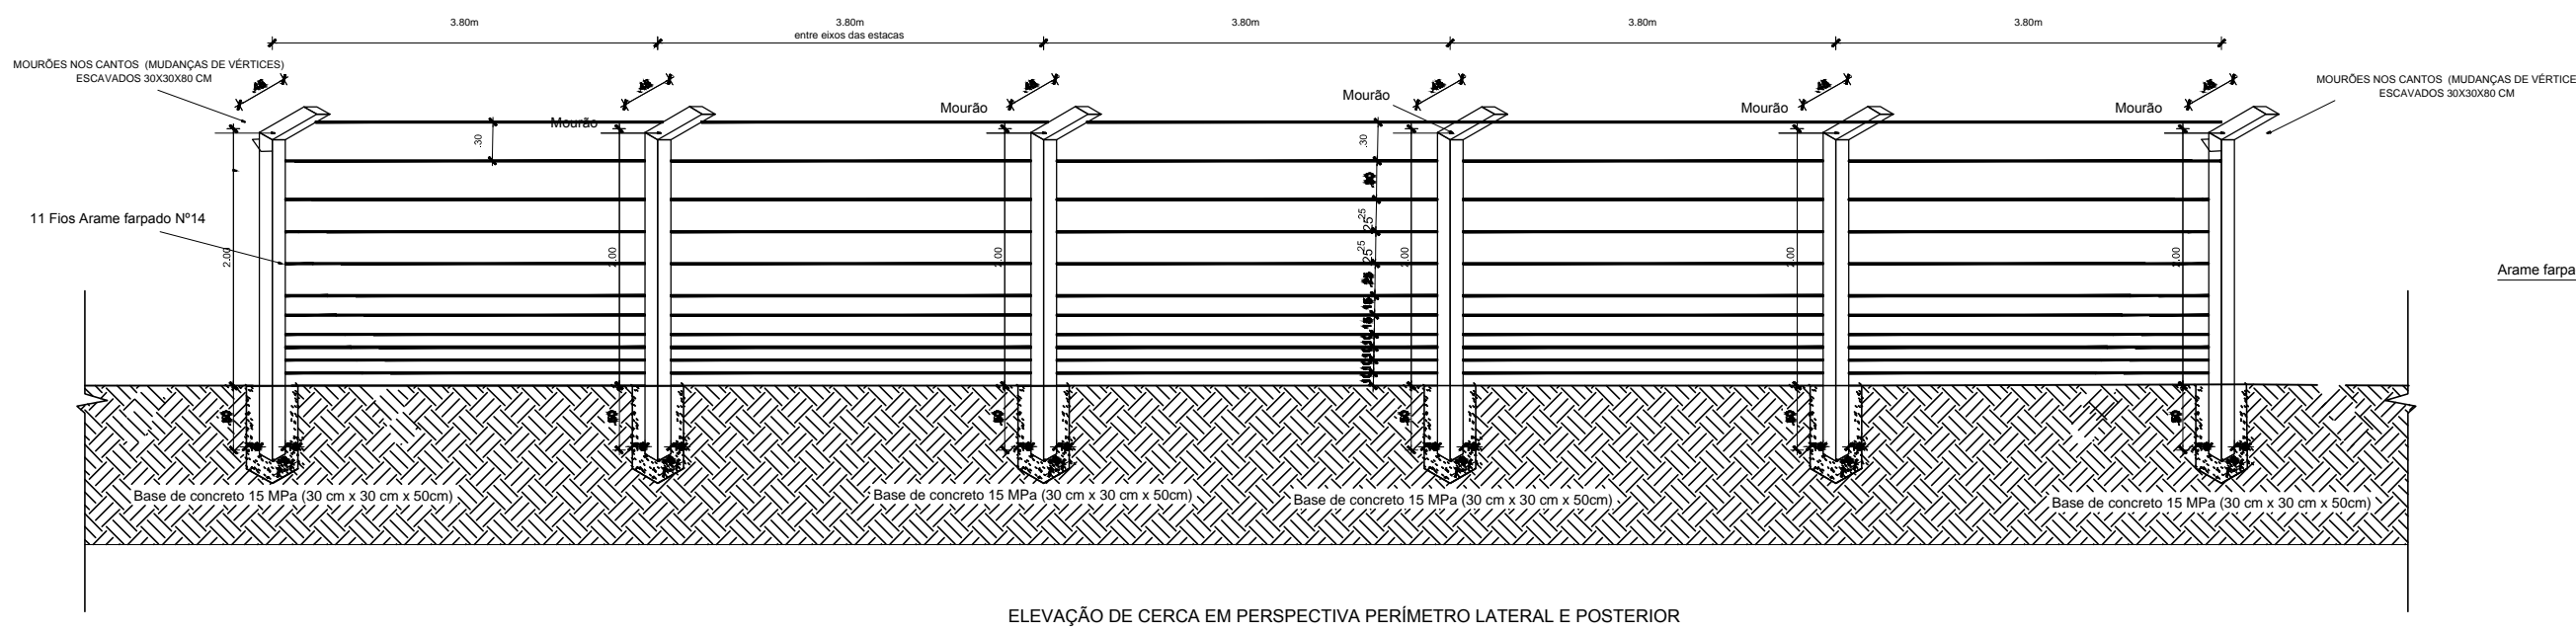 3.80m
3.80m
3.80m
3.80m
3.80m
entre eixos das estacas
MOURÕES NOS CANTOS (MUDANÇAS DE VÉRTICES)
ESCAVADOS 30X30X80 CM
MOURÕES NOS CANTOS (MUDANÇAS DE VÉRTICE
ESCAVADOS 30X30X80 CM
Mourão
Mourão
Mourão
Mourão
Mourão
.30
.30
11 Fios Arame farpado Nº14
25
25
25
25
2.00
2.00
2.00
2.00
2.00
2.00
Arame farpa
Base de concreto 15 MPa (30 cm x 30 cm x 50cm)
Base de concreto 15 MPa (30 cm x 30 cm x 50cm)
Base de concreto 15 MPa (30 cm x 30 cm x 50cm)
Base de concreto 15 MPa (30 cm x 30 cm x 50cm)
ELEVAÇÃO DE CERCA EM PERSPECTIVA PERÍMETRO LATERAL E POSTERIOR